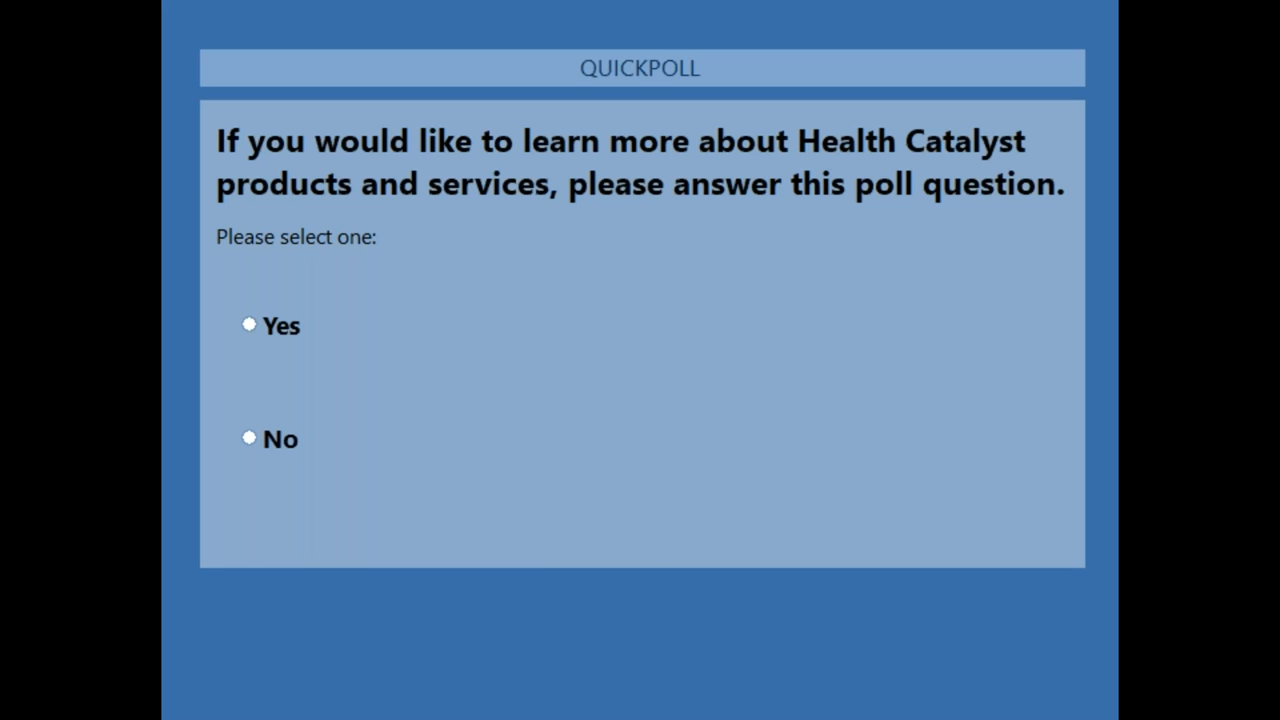 QUICKPOLL
If you would like to learn more about Health Catalyst
products and services, please answer this poll question.
Please select one:
Yes
No